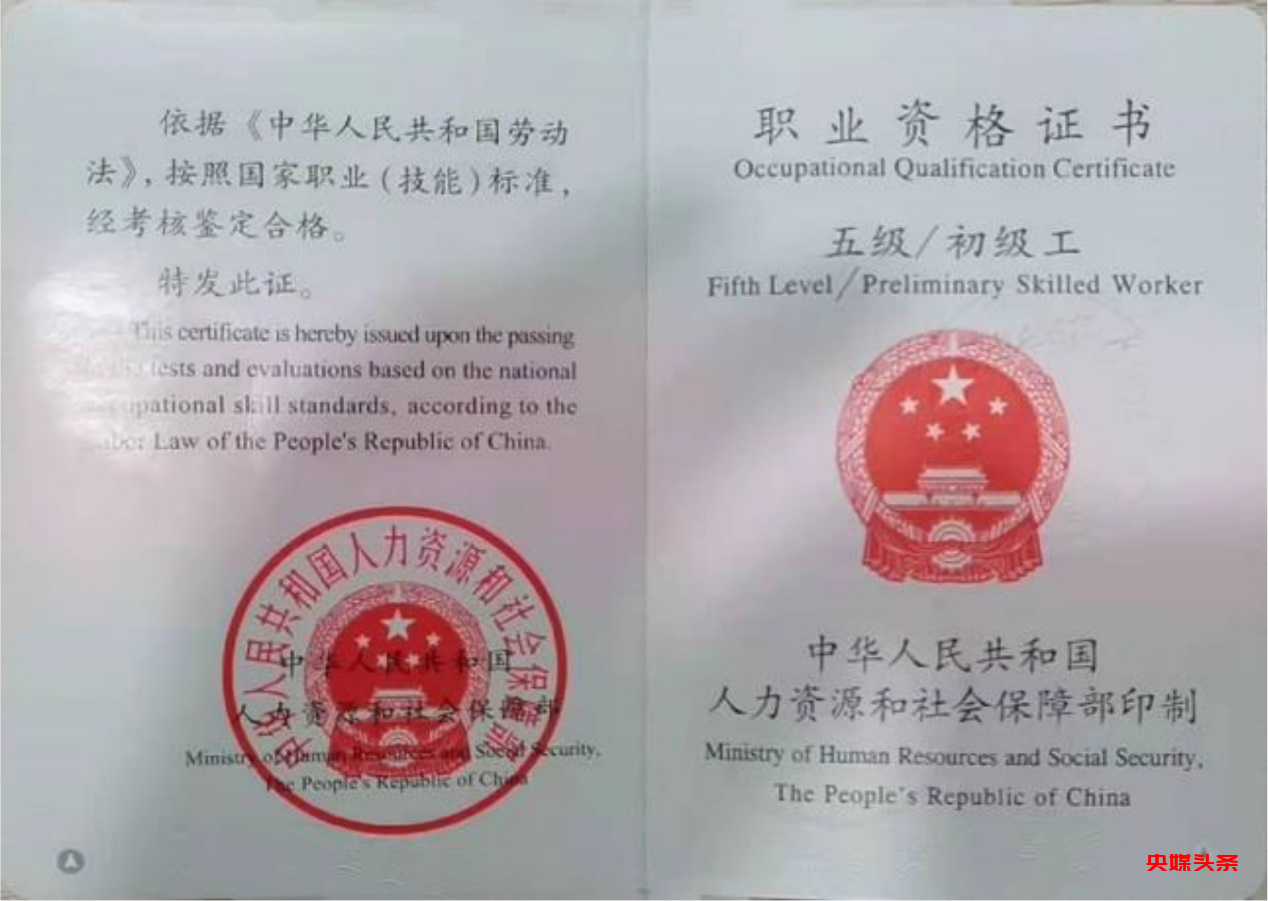 依据《中华人民共和国劳动
法》，按照国家职业（技能）标准，
经考核鉴定合格。
特发此证。
This certificate is hereby issued upon the passing
tests and evaluations based on the national
skill standards, according to the
Law of the People's Republic of China.
中华人民共和国人力资源和社会保障部
中华人民共和国
人力资源和社会保障部
Ministry of Human Resources and Social Security,
The People's Republic of China
职业资格证书
Occupational Qualification Certificate
五级/初级工
Fifth Level/Preliminary Skilled Worker
中华人民共和国
人力资源和社会保障部印制
Ministry of Human Resources and Social Security,
The People's Republic of China
央媒头条